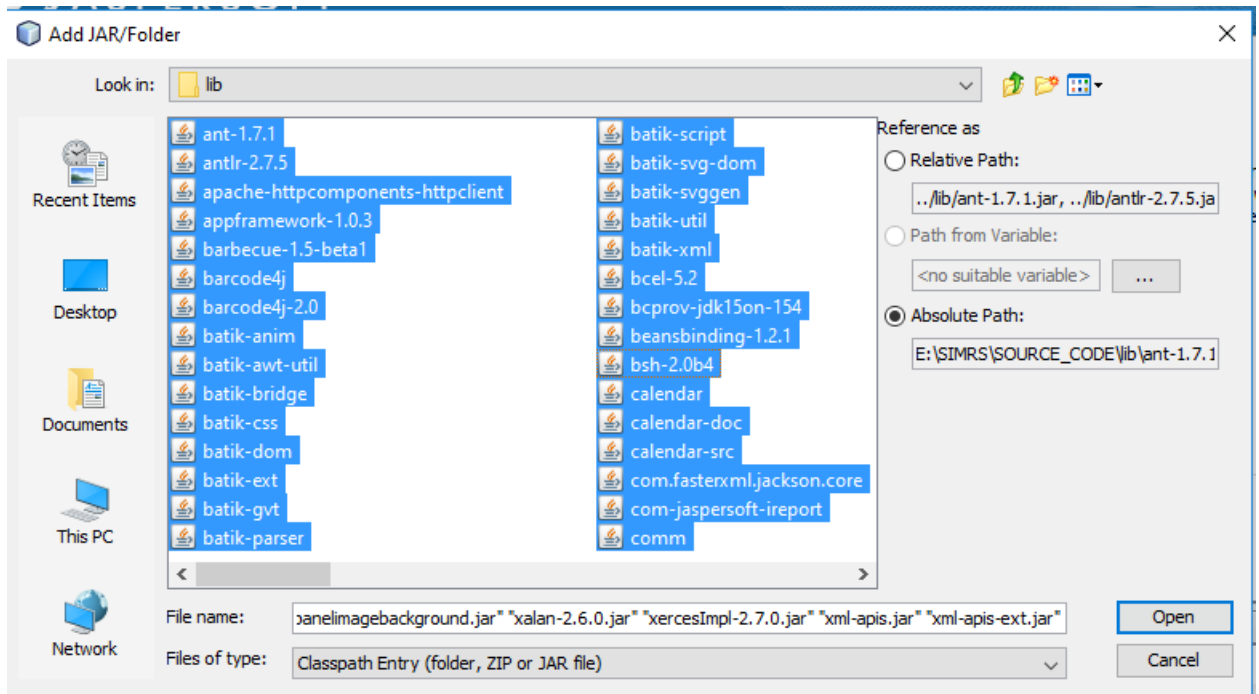 Add JAR/Folder
Look in:
lib
Recent Items
Desktop
Documents
This PC
Network
ant-1.7.1
antlr-2.7.5
apache-httpcomponents-httpclient
appframework-1.0.3
barbecue-1.5-beta1
barcode4j
barcode4j-2.0
batik-anim
batik-awt-util
batik-bridge
batik-css
batik-dom
batik-ext
batik-gvt
batik-parser
batik-script
batik-svg-dom
batik-svggen
batik-util
batik-xml
bcel-5.2
bcprov-jdk15on-154
beansbinding-1.2.1
bsh-2.0b4
calendar
calendar-doc
calendar-src
com.fasterxml.jackson.core
com-jaspersoft-ireport
comm
Reference as
Relative Path:
../lib/ant-1.7.1.jar, ../lib/antlr-2.7.5.ja
Path from Variable:
<no suitable variable>
...
Absolute Path:
E:\SIMRS\SOURCE_CODE\lib\ant-1.7.1
File name:
panelimagebackground.jar" "xalan-2.6.0.jar" "xercesImpl-2.7.0.jar" "xml-apis.jar" "xml-apis-ext.jar"
Open
Files of type:
Classpath Entry (folder, ZIP or JAR file)
Cancel